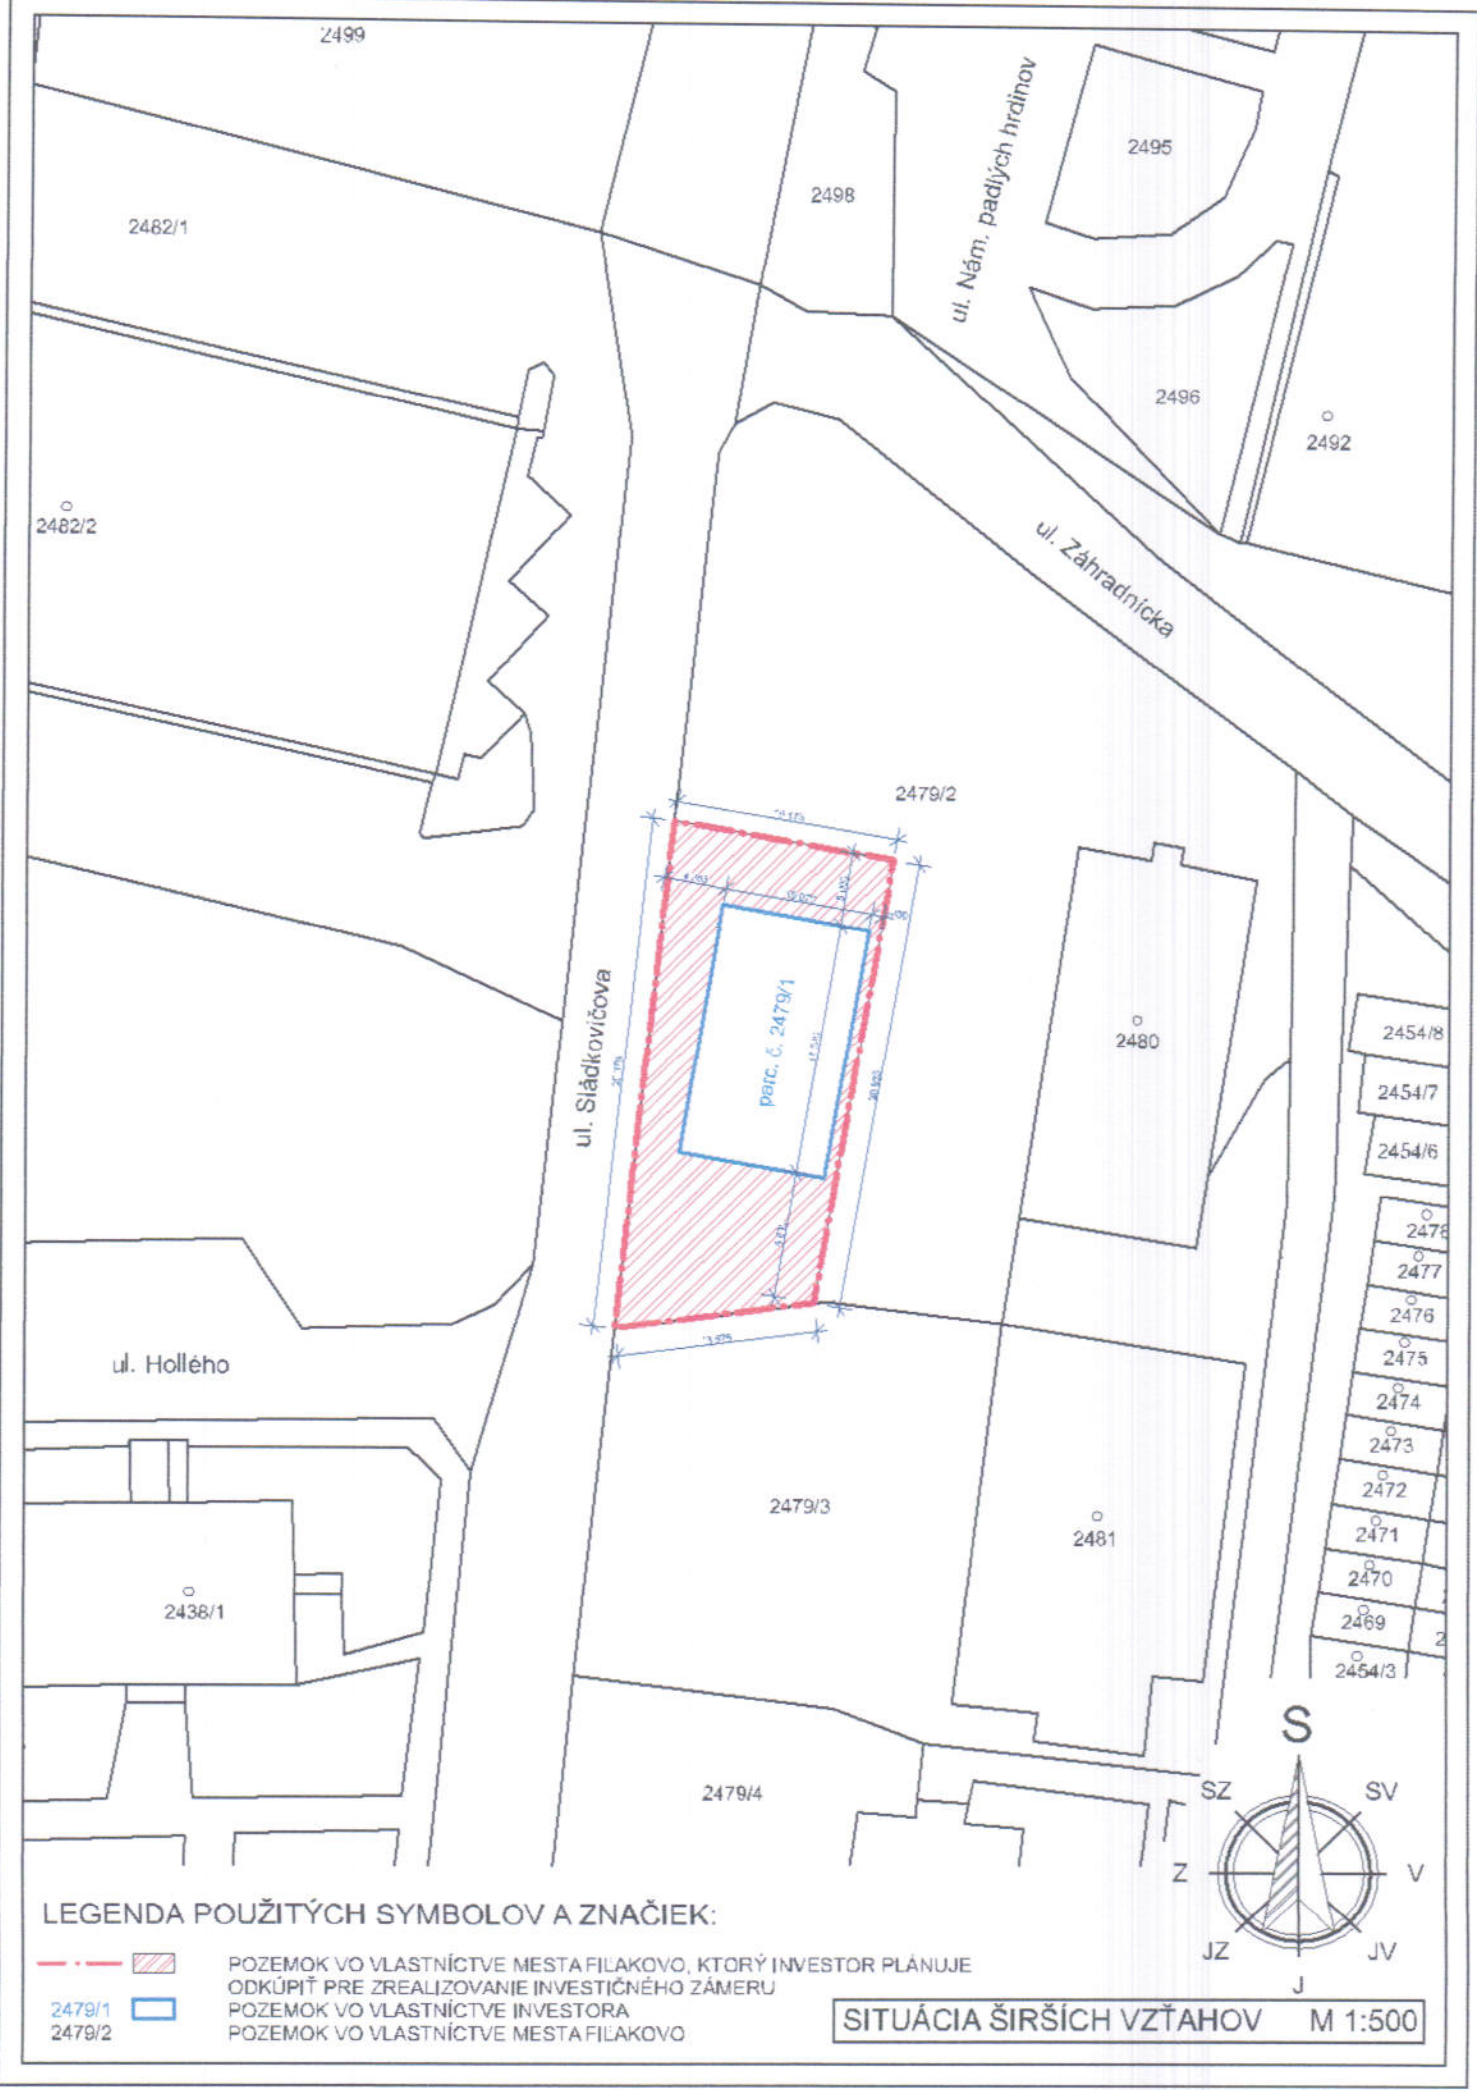 2499
2495
2498
2482/1
ul. Nám. padlých hrdinov
2496
2492
2482/2
ul. Záhradnícka
2479/2
ul. Sládkovičova
parc. č. 2479/1
2480
2454/8
2454/7
2454/6
2477
2476
2475
2474
2473
2472
2471
2470
2469
2454/3
ul. Hollého
2479/3
2481
2438/1
2479/4
S
SZ
SV
Z
V
JZ
JV
J
LEGENDA POUŽITÝCH SYMBOLOV A ZNAČIEK:
POZEMOK VO VLASTNÍCTVE MESTA FIĽAKOVO, KTORÝ INVESTOR PLÁNUJE
ODKÚPIŤ PRE ZREALIZOVANIE INVESTIČNÉHO ZÁMERU
2479/1 POZEMOK VO VLASTNÍCTVE INVESTORA
2479/2 POZEMOK VO VLASTNÍCTVE MESTA FIĽAKOVO
SITUÁCIA ŠIRŠÍCH VZŤAHOV M 1:500